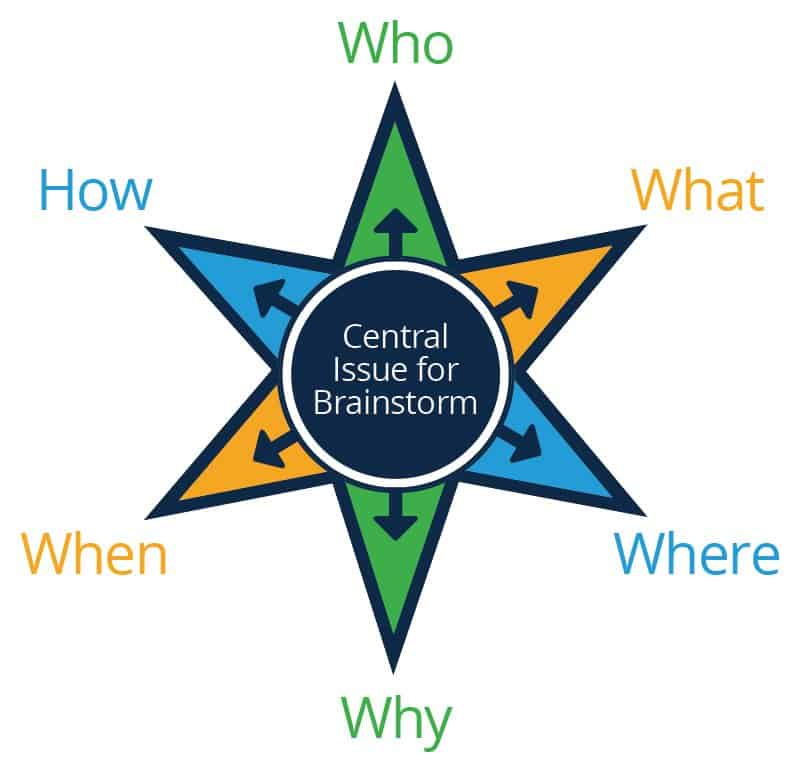 Who
How
What
Central
Issue for
Brainstorm
When
Where
Why